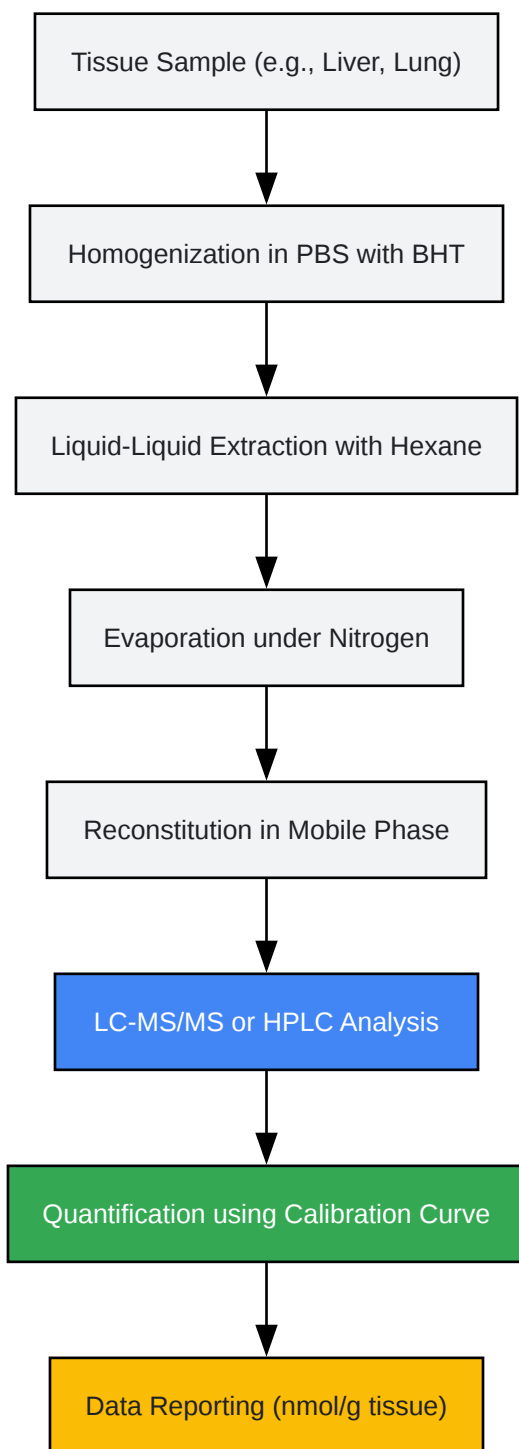 Tissue Sample (e.g., Liver, Lung)
Homogenization in PBS with BHT
Liquid-Liquid Extraction with Hexane
Evaporation under Nitrogen
Reconstitution in Mobile Phase
LC-MS/MS or HPLC Analysis
Quantification using Calibration Curve
Data Reporting (nmol/g tissue)